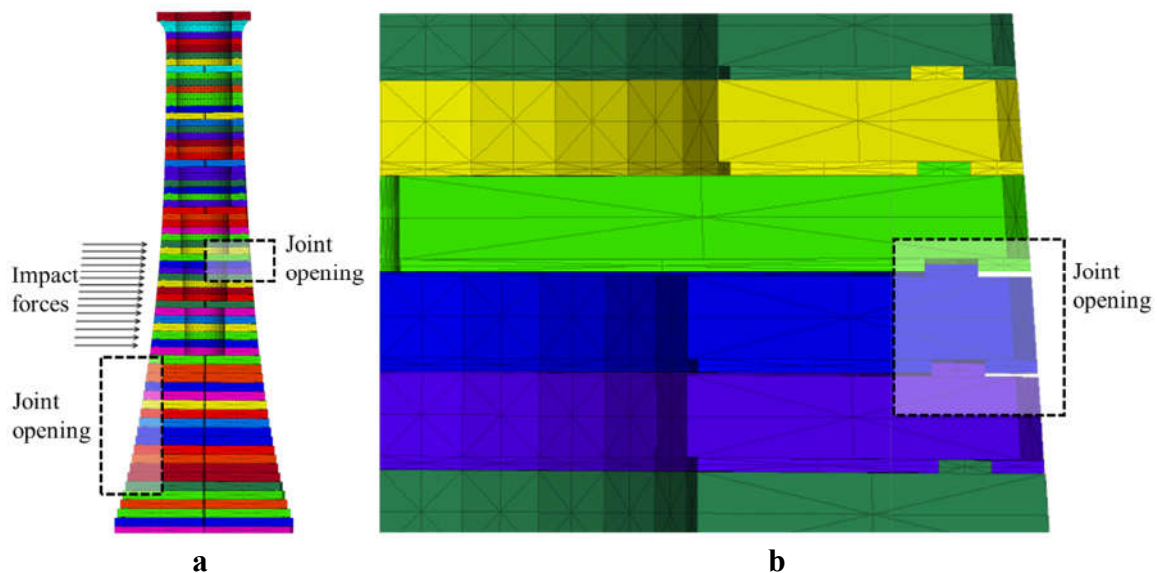 Joint
opening
Impact
forces
Joint
opening
a
Joint
opening
b